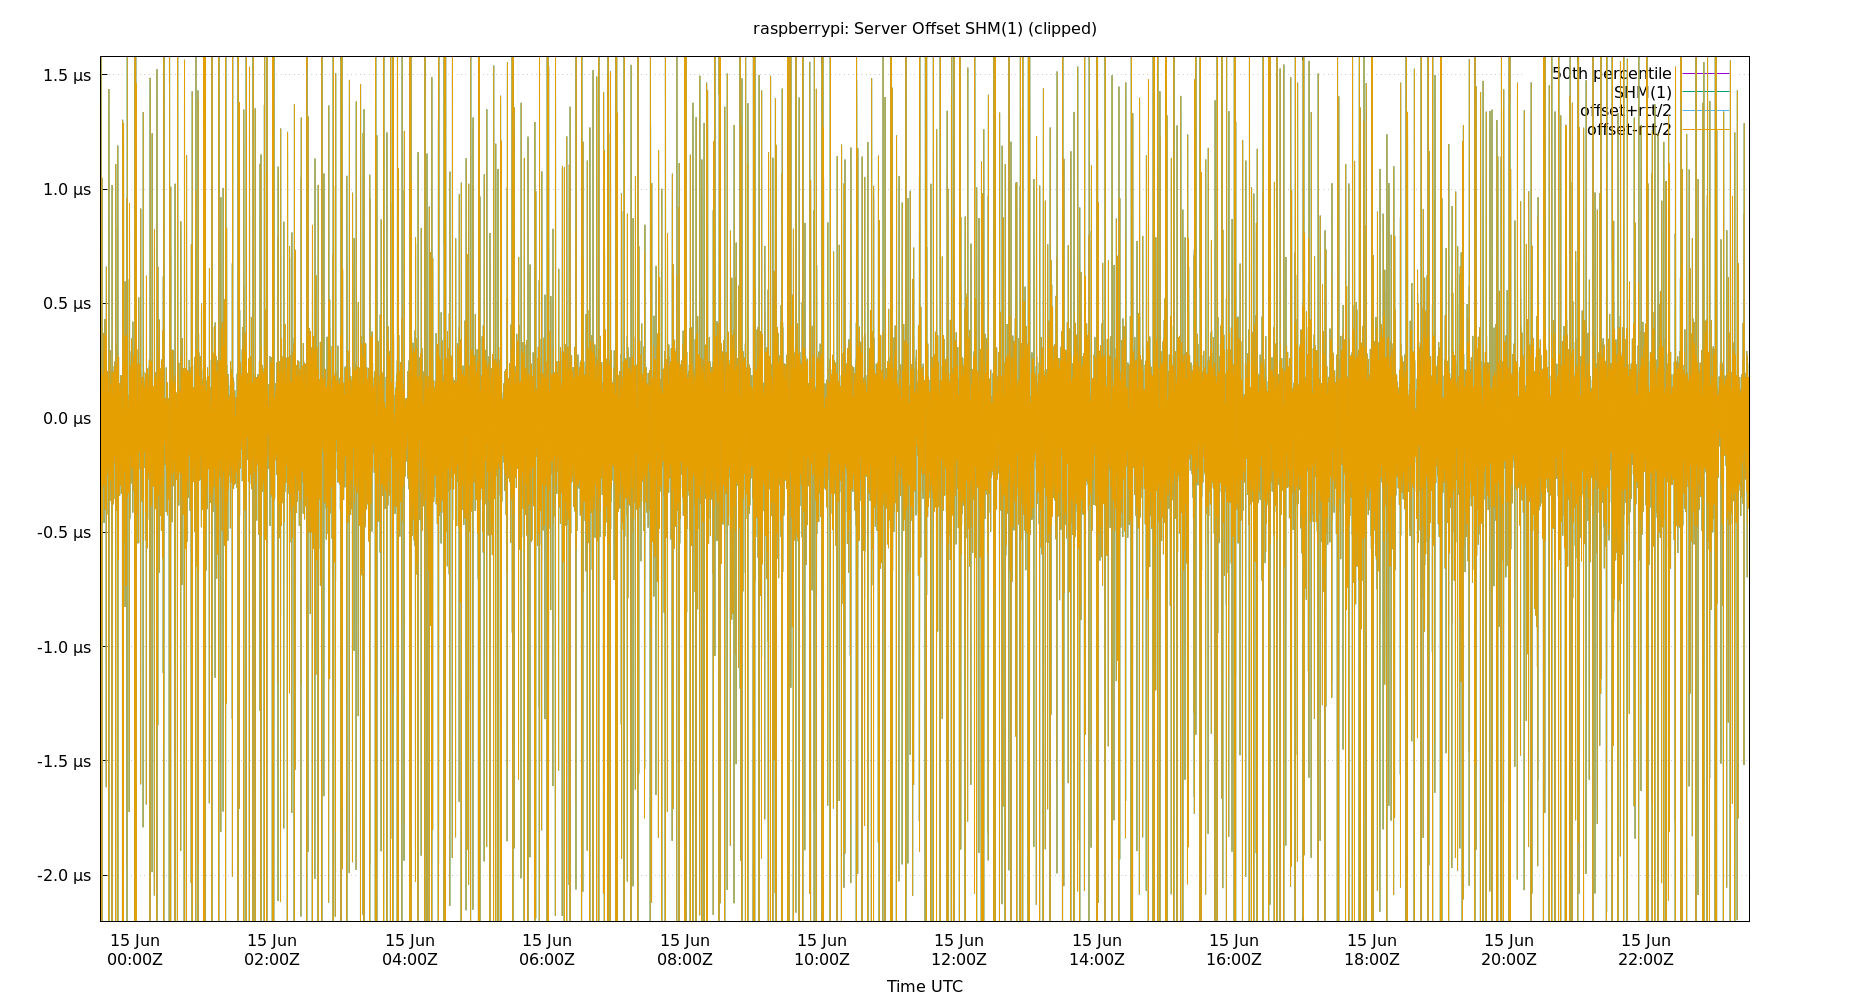 raspberrypi: Server Offset SHM(1) (clipped)
1.5 µs
1.0 µs
0.5 µs
0.0 µs
-0.5 µs
-1.0 µs
-1.5 µs
-2.0 µs
50th percentile
SHM(1)
offset+rtt/2
offset-rtt/2
15 Jun 15 Jun 15 Jun 15 Jun 15 Jun 15 Jun 15 Jun 15 Jun 15 Jun 15 Jun 15 Jun 15 Jun
00:00Z 02:00Z 04:00Z 06:00Z 08:00Z 10:00Z 12:00Z 14:00Z 16:00Z 18:00Z 20:00Z 22:00Z
Time UTC